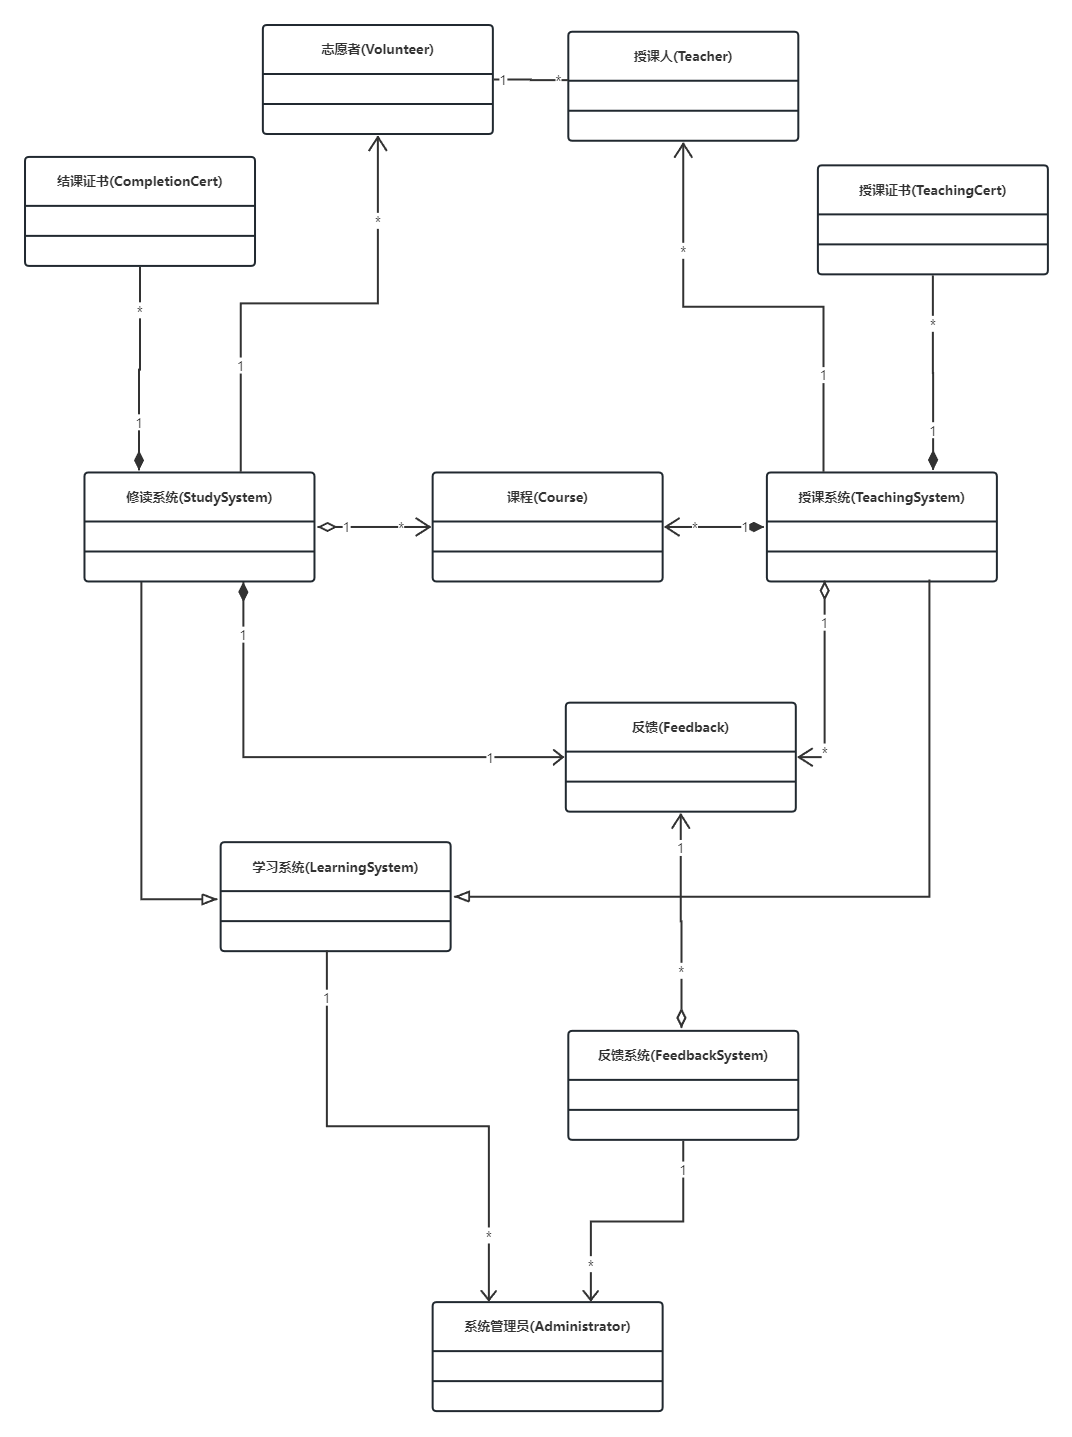 志愿者(Volunteer)
授课人(Teacher)
1
*
结课证书(CompletionCert)
授课证书(TeachingCert)
*
*
*
*
1
1
1
1
修读系统(StudySystem)
课程(Course)
授课系统(TeachingSystem)
1
*
*
1
1
1
反馈(Feedback)
1
*
1
学习系统(LearningSystem)
*
1
反馈系统(FeedbackSystem)
1
*
*
系统管理员(Administrator)